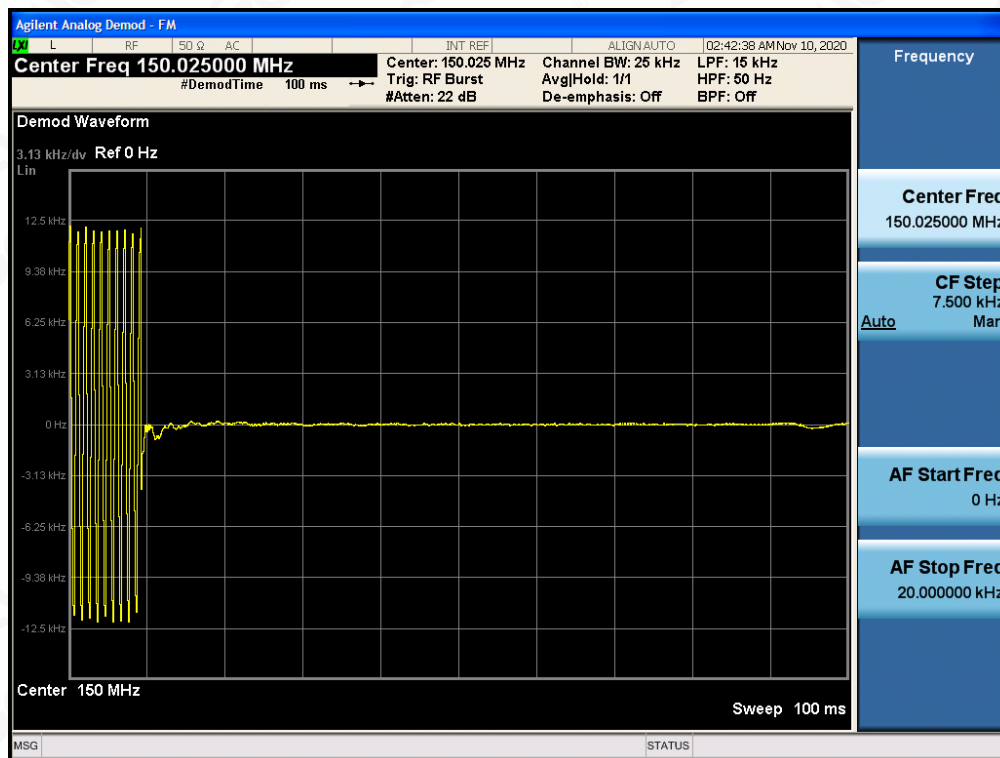 Agilent Analog Demod - FM
LXI L RF 50 Ω AC INT REF ALIGN AUTO 02:42:38 AM Nov 10, 2020
Center Freq 150.025000 MHz
#DemodTime 100 ms
Center: 150.025 MHz Channel BW: 25 kHz LPF: 15 kHz
Trig: RF Burst Avg|Hold: 1/1 HPF: 50 Hz
#Atten: 22 dB De-emphasis: Off BPF: Off
Frequency
Demod Waveform
3.13 kHz/dv Ref 0 Hz
Lin
12.5 kHz
9.38 kHz
6.25 kHz
3.13 kHz
0 Hz
-3.13 kHz
-6.25 kHz
-9.38 kHz
-12.5 kHz
Center 150 MHz
Sweep 100 ms
Center Freq
150.025000 MHz
CF Step
7.500 kHz
Auto Man
AF Start Freq
0 Hz
AF Stop Freq
20.000000 kHz
MSG STATUS